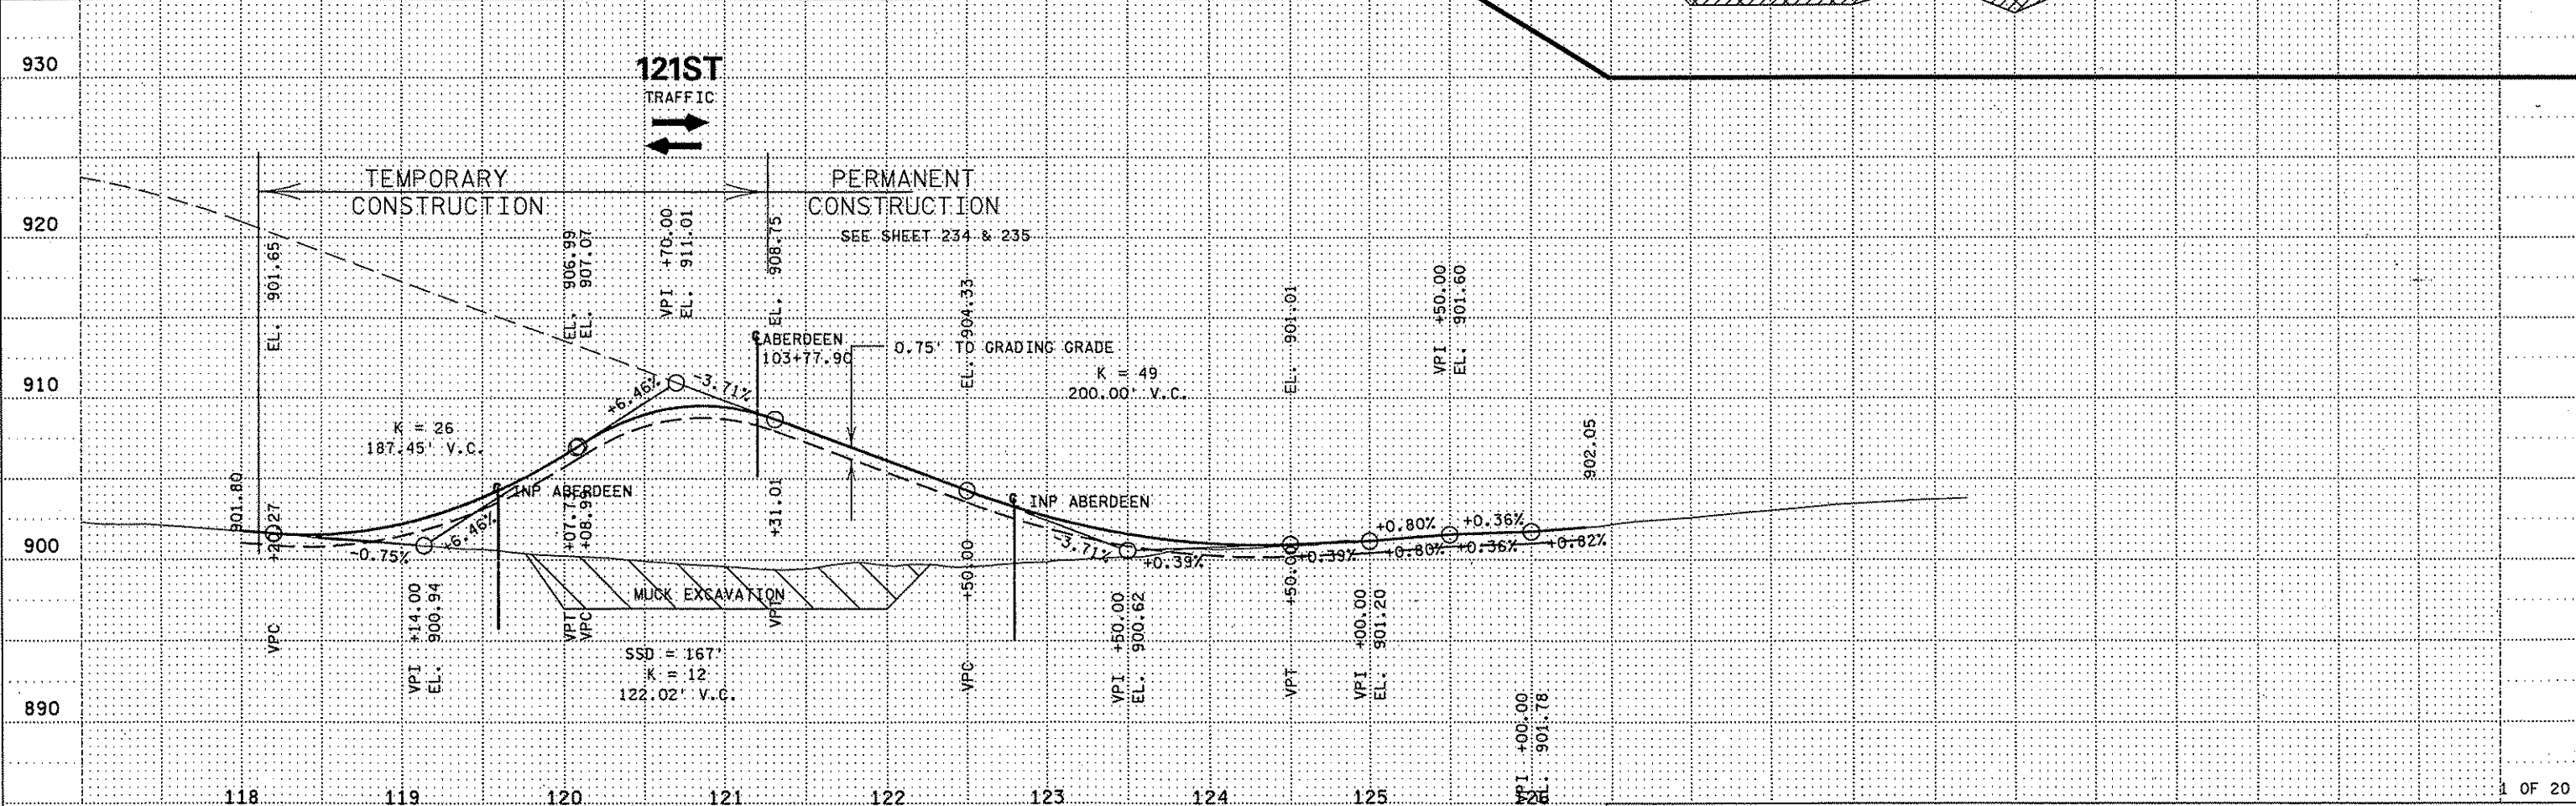 930
121ST
TRAFFIC
TEMPORARY
CONSTRUCTION
PERMANENT
CONSTRUCTION
SEE SHEET 234 & 235
920
EL. 901.65
EL. 906.99
EL. 907.07
VPI +70.00
EL. 911.01
EL. 908.75
EL. 904.33
EL. 901.01
VPI +50.00
EL. 901.60
ABERDEEN
103+77.90
0.75' TO GRADING GRADE
K = 49
200.00' V.C.
910
+6.46%
-3.71%
K = 26
187.45' V.C.
901.80
INP ABERDEEN
INP ABERDEEN
902.05
+31.01
+08.99
900
-0.75%
+6.46%
-3.71%
+0.39%
+0.39%
+0.80%
+0.80%
+0.36%
+0.36%
+0.82%
+50.00
MUCK EXCAVATION
VPC
VPI +14.00
EL. 900.94
VPT
VPC
VPT
SSD = 167'
K = 12
122.02' V.C.
VPC
VPI +50.00
EL. 900.62
VPT
VPI +00.00
EL. 901.20
VPI +00.00
EL. 901.78
890
118
119
120
121
122
123
124
125
126
1 OF 20